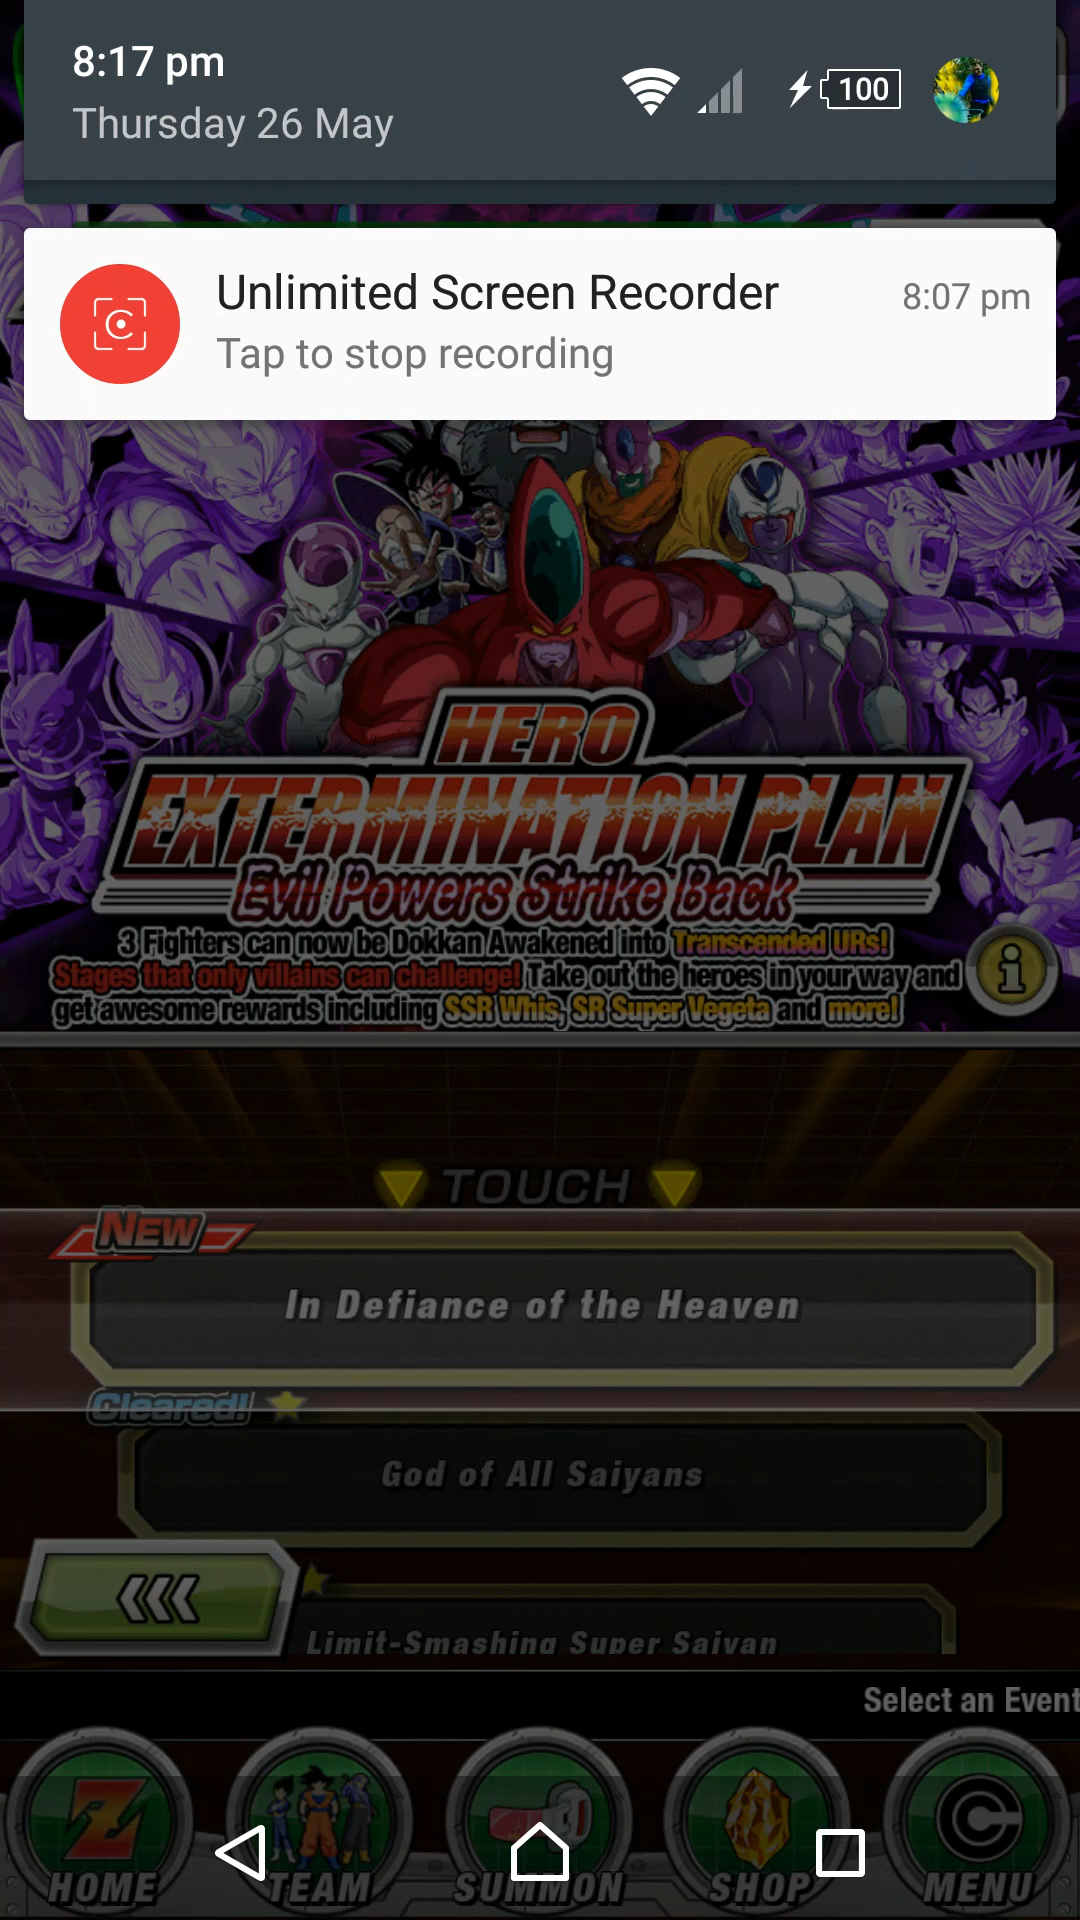 8:17 pm
Thursday 26 May
100
Unlimited Screen Recorder
8:07 pm
Tap to stop recording
HERO
EXTERMINATION PLAN
Evil Powers Strike Back
3 Fighters can now be Dokkan Awakened into Transcended URs!
Stages that only villains can challenge! Take out the heroes in your way and
get awesome rewards including SSR Whis, SR Super Vegeta and more!
TOUCH
NEW
In Defiance of the Heaven
Cleared!
God of All Saiyans
Limit-Smashing Super Saiyan
Select an Event
HOME TEAM SUMMON SHOP MENU